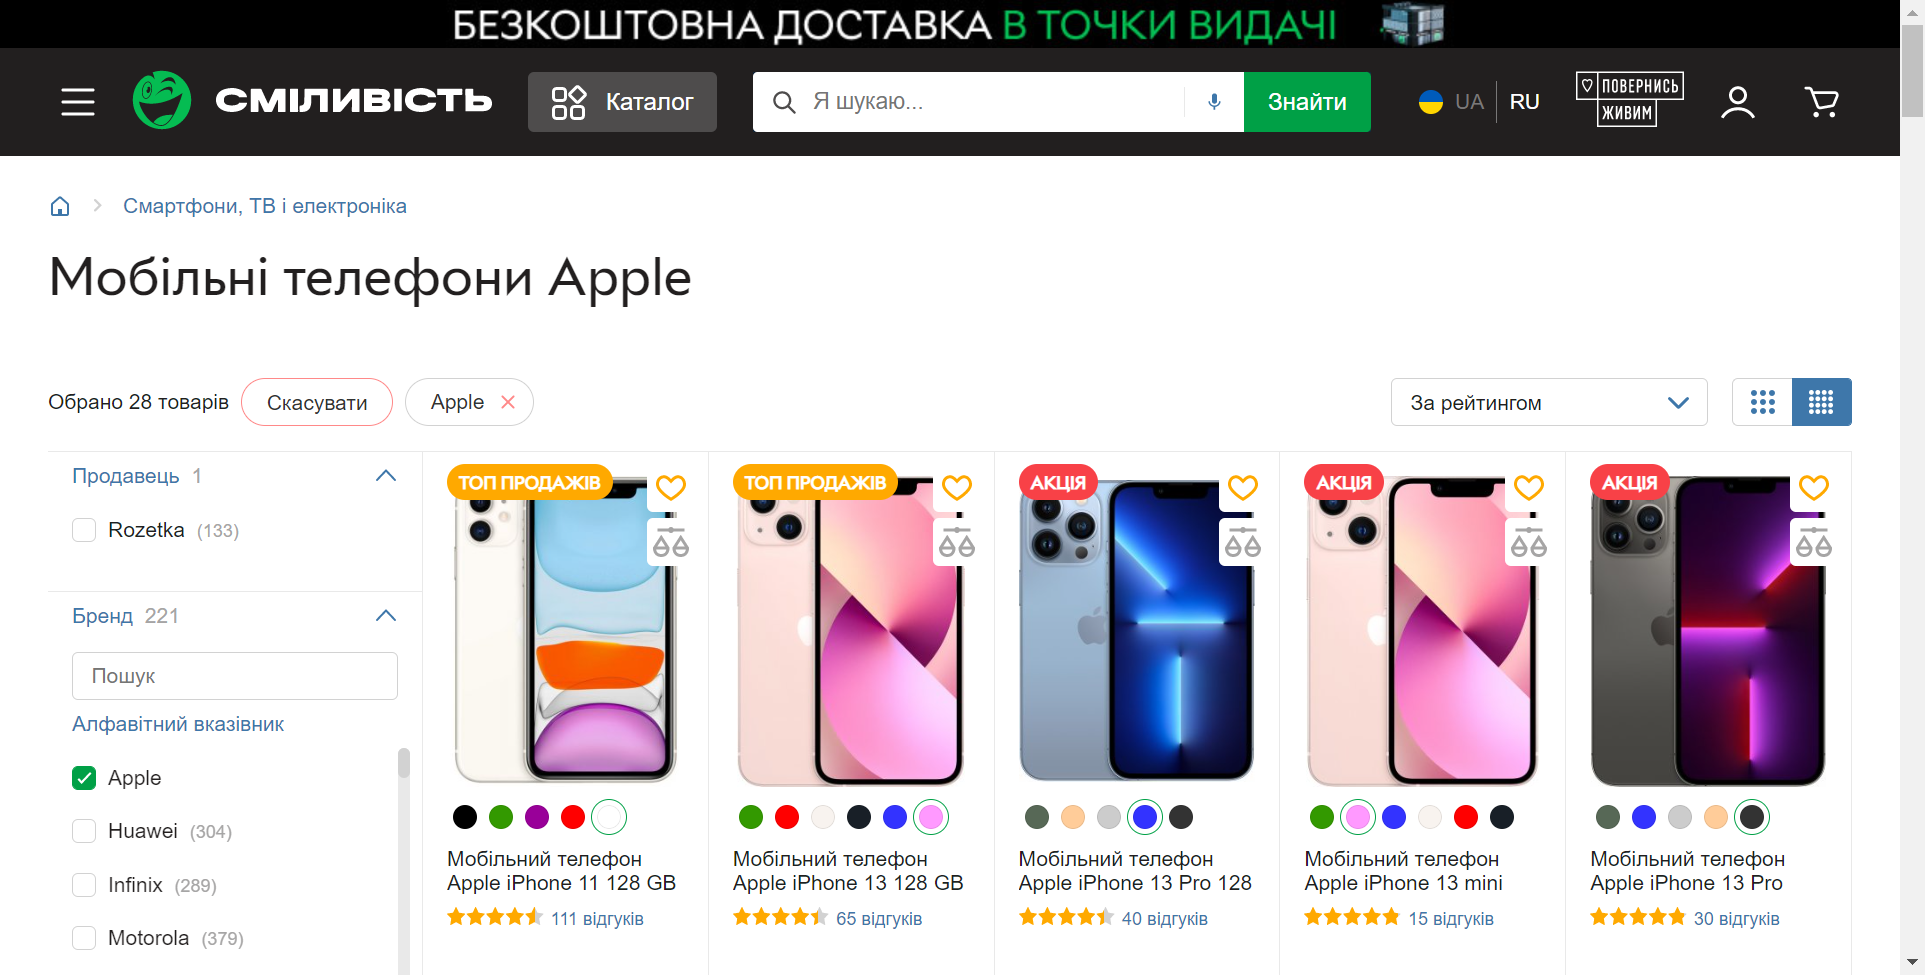 БЕЗКОШТОВНА ДОСТАВКА В ТОЧКИ ВИДАЧІ
СМІЛИВІСТЬ
Каталог
Я шукаю...
Знайти
UA
RU
ПОВЕРНИСЬ
ЖИВИМ
Смартфони, ТВ і електроніка
Мобільні телефони Apple
Обрано 28 товарів
Скасувати
Apple
За рейтингом
Продавець 1
Rozetka (133)
Бренд 221
Пошук
Алфавітний вказівник
Apple
Huawei (304)
Infinix (289)
Motorola (379)
ТОП ПРОДАЖІВ
Мобільний телефон
Apple iPhone 11 128 GB
111 відгуків
ТОП ПРОДАЖІВ
Мобільний телефон
Apple iPhone 13 128 GB
65 відгуків
АКЦІЯ
Мобільний телефон
Apple iPhone 13 Pro 128
40 відгуків
АКЦІЯ
Мобільний телефон
Apple iPhone 13 mini
15 відгуків
АКЦІЯ
Мобільний телефон
Apple iPhone 13 Pro
30 відгуків